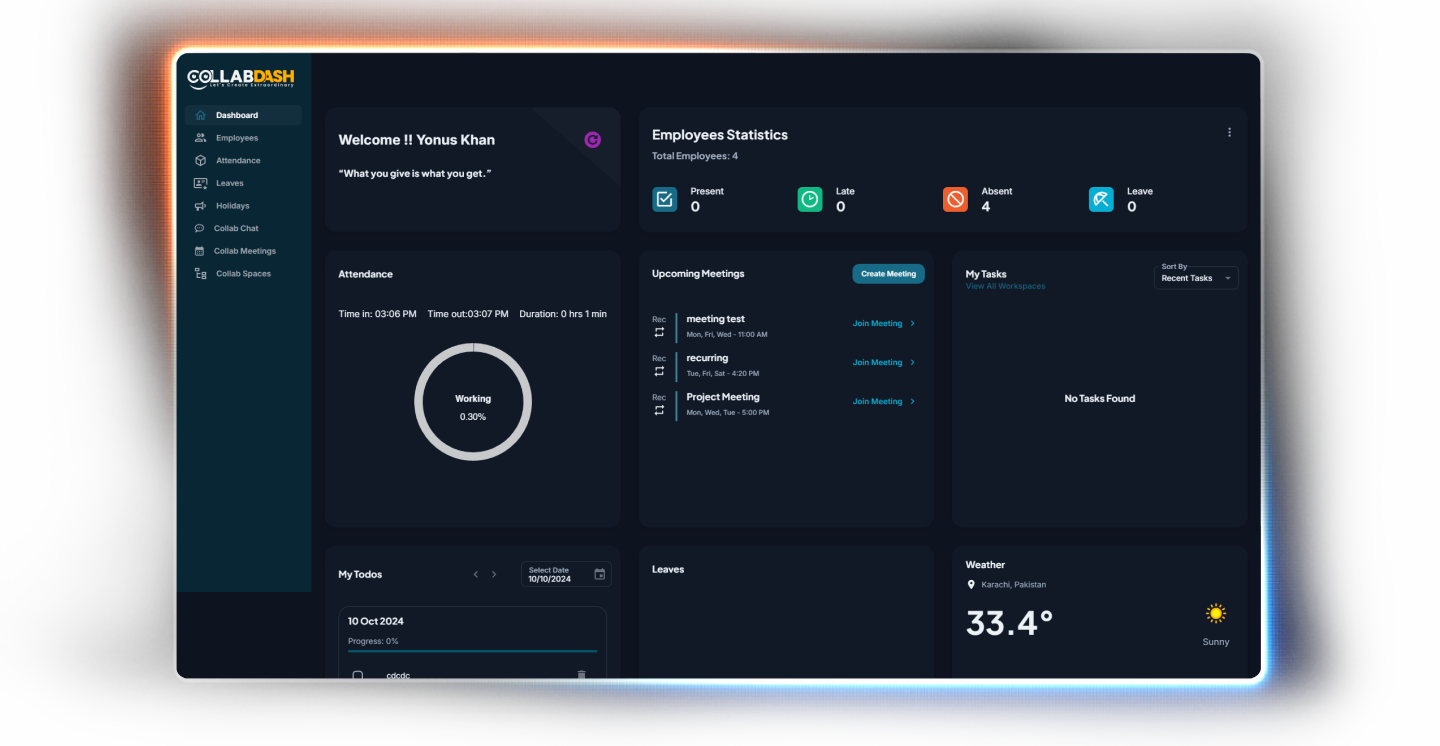 COLLABDASH
Let's Create Extraordinary
Dashboard
Employees
Attendance
Leaves
Holidays
Collab Chat
Collab Meetings
Collab Spaces
Welcome !! Yonus Khan
“What you give is what you get.”
Employees Statistics
Total Employees: 4
Present
0
Late
0
Absent
4
Leave
0
Attendance
Time in: 03:06 PM Time out:03:07 PM Duration: 0 hrs 1 min
Working
0.30%
Upcoming Meetings
Create Meeting
Rec
meeting test
Mon, Fri, Wed - 11:00 AM
Join Meeting >
Rec
recurring
Tue, Fri, Sat - 4:20 PM
Join Meeting >
Rec
Project Meeting
Mon, Wed, Tue - 5:00 PM
Join Meeting >
My Tasks
View All Workspaces
Sort By
Recent Tasks
No Tasks Found
My Todos
< >
Select Date
10/10/2024
10 Oct 2024
Progress: 0%
cdcdc
Leaves
Weather
Karachi, Pakistan
33.4°
Sunny